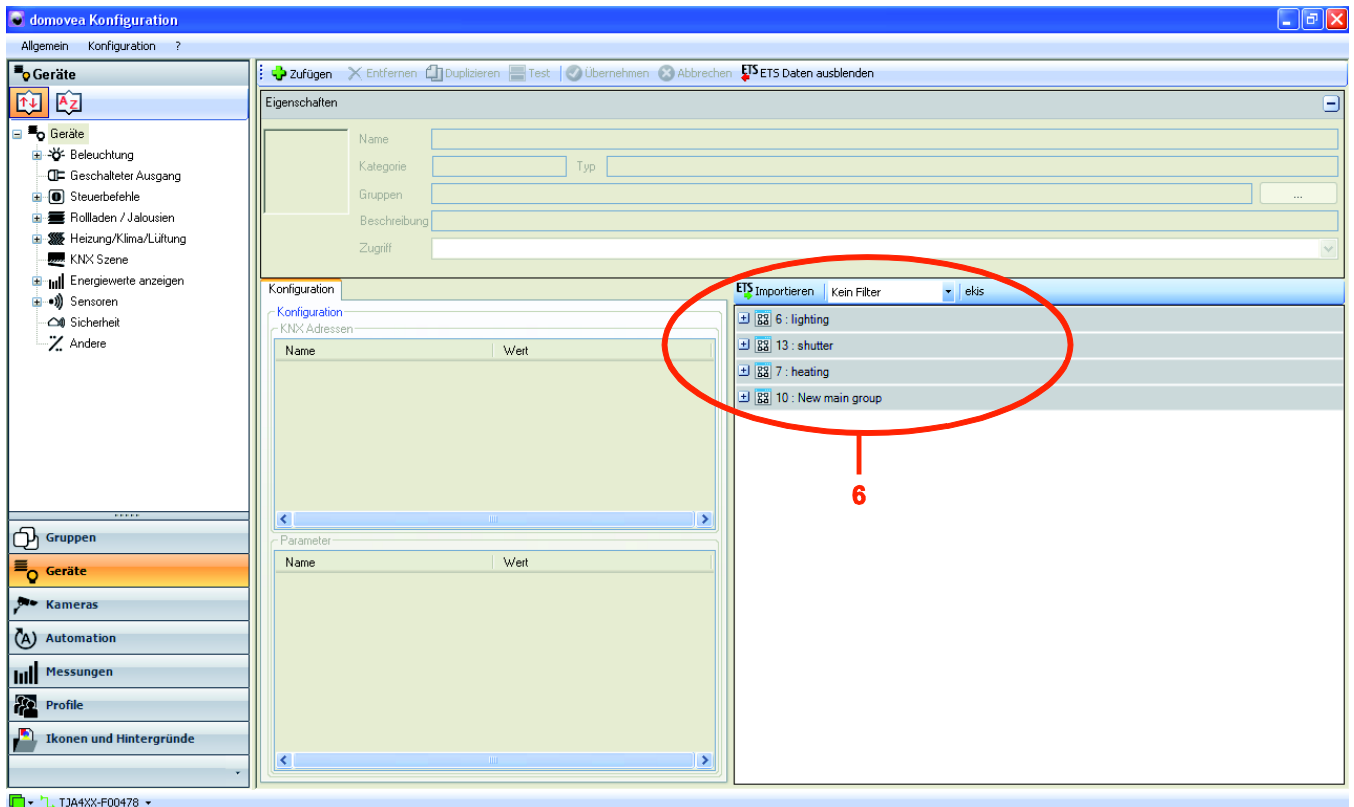 domovea Konfiguration
Allgemein Konfiguration ?
Geräte
A Z
Geräte
Beleuchtung
Geschalteter Ausgang
Steuerbefehle
Rollladen / Jalousien
Heizung/Klima/Lüftung
KNX Szene
Energiewerte anzeigen
Sensoren
Sicherheit
Andere
Gruppen
Geräte
Kameras
Automation
Messungen
Profile
Ikonen und Hintergründe
Zufügen Entfernen Duplizieren Test Übernehmen Abbrechen ETS ETS Daten ausblenden
Eigenschaften
Name
Kategorie Typ
Gruppen ...
Beschreibung
Zugriff
Konfiguration
Konfiguration
KNX Adressen
Name Wert
Parameter
Name Wert
ETS Importieren Kein Filter ekis
6 : lighting
13 : shutter
7 : heating
10 : New main group
6
TJA4XX-F00478